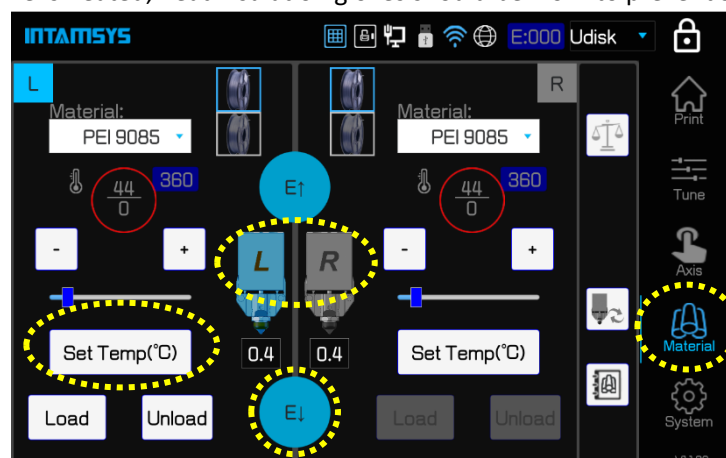 INTAMSYS
E:000 Udisk
L
R
Material:
PEI 9085
Material:
PEI 9085
44
0
360
44
0
360
E↑
-
+
-
+
L
R
Set Temp(°C)
0.4
0.4
Set Temp(°C)
Load
Unload
E↓
Load
Unload
Print
Tune
Axis
Material
System